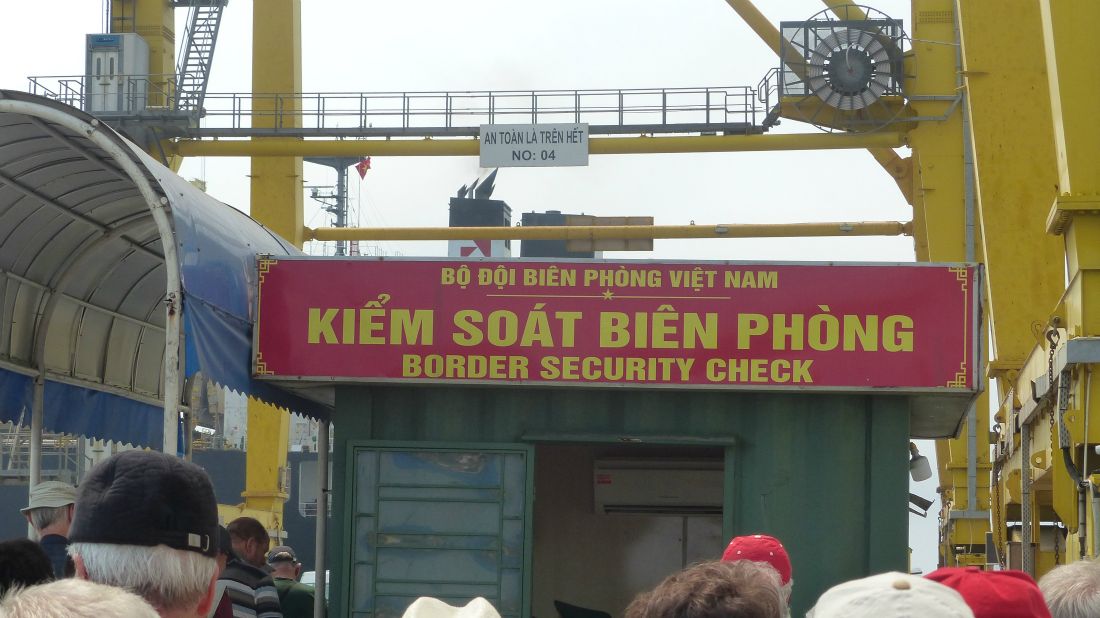 AN TOÀN LÀ TRÊN HẾT
NO: 04
BỘ ĐỘI BIÊN PHÒNG VIỆT NAM
KIỂM SOÁT BIÊN PHÒNG
BORDER SECURITY CHECK